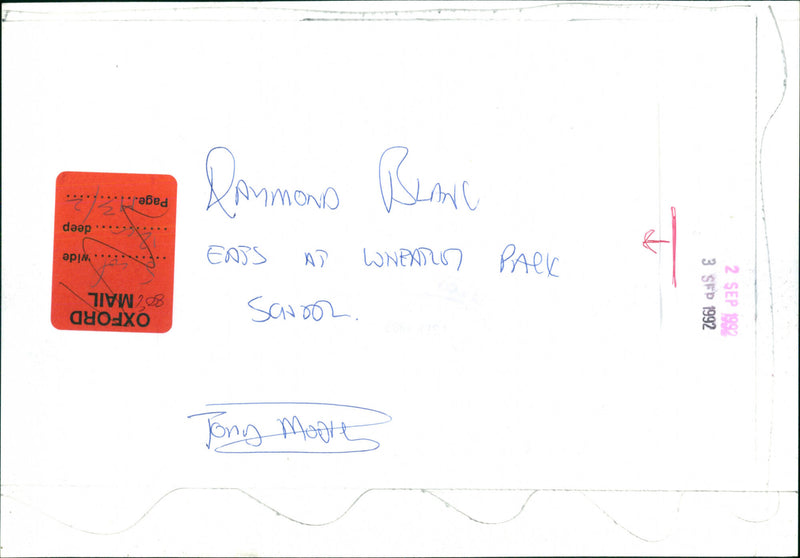 RAYMOND BLANC
EATS AT WHEATLEY PARK
SCHOOL.
Tony Moore
OXFORD
MAIL
wide
deep
Page
2 SEP 1992
3 SEP 1992